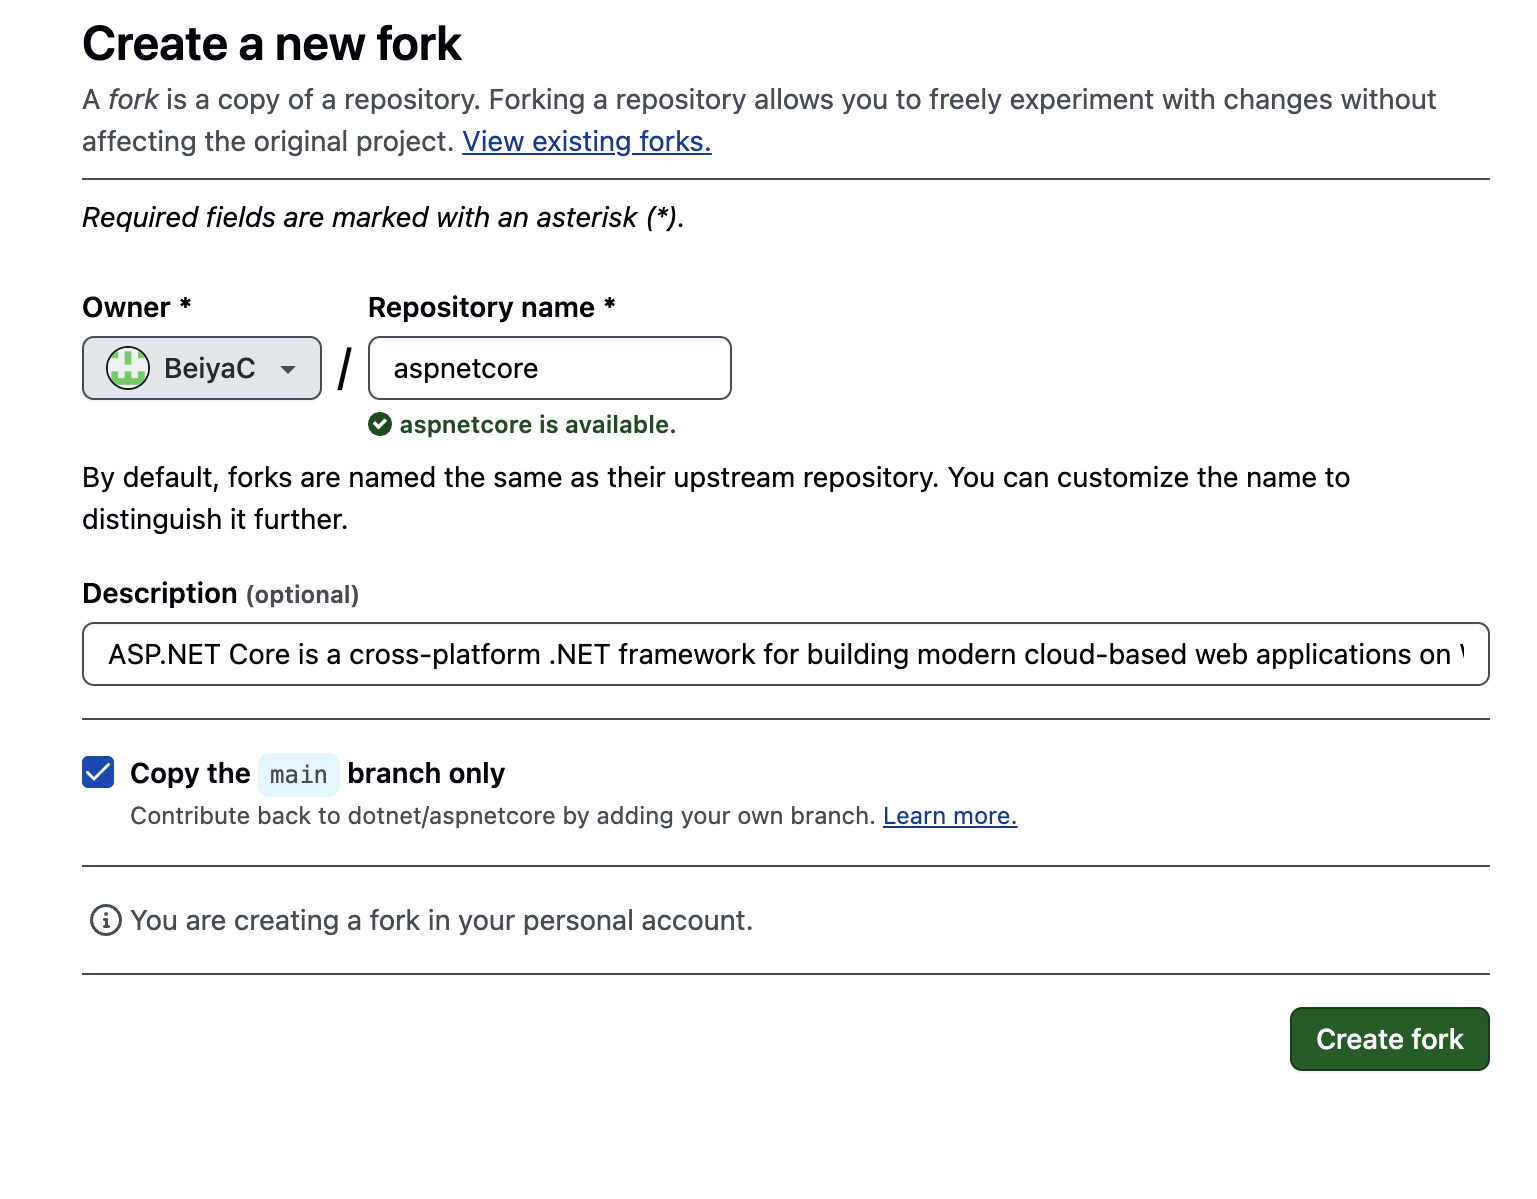 Create a new fork
A fork is a copy of a repository. Forking a repository allows you to freely experiment with changes without
affecting the original project. View existing forks.
Required fields are marked with an asterisk (*).
Owner *
Repository name *
BeiyaC
/
aspnetcore
aspnetcore is available.
By default, forks are named the same as their upstream repository. You can customize the name to
distinguish it further.
Description (optional)
ASP.NET Core is a cross-platform .NET framework for building modern cloud-based web applications on
Copy the main branch only
Contribute back to dotnet/aspnetcore by adding your own branch. Learn more.
You are creating a fork in your personal account.
Create fork